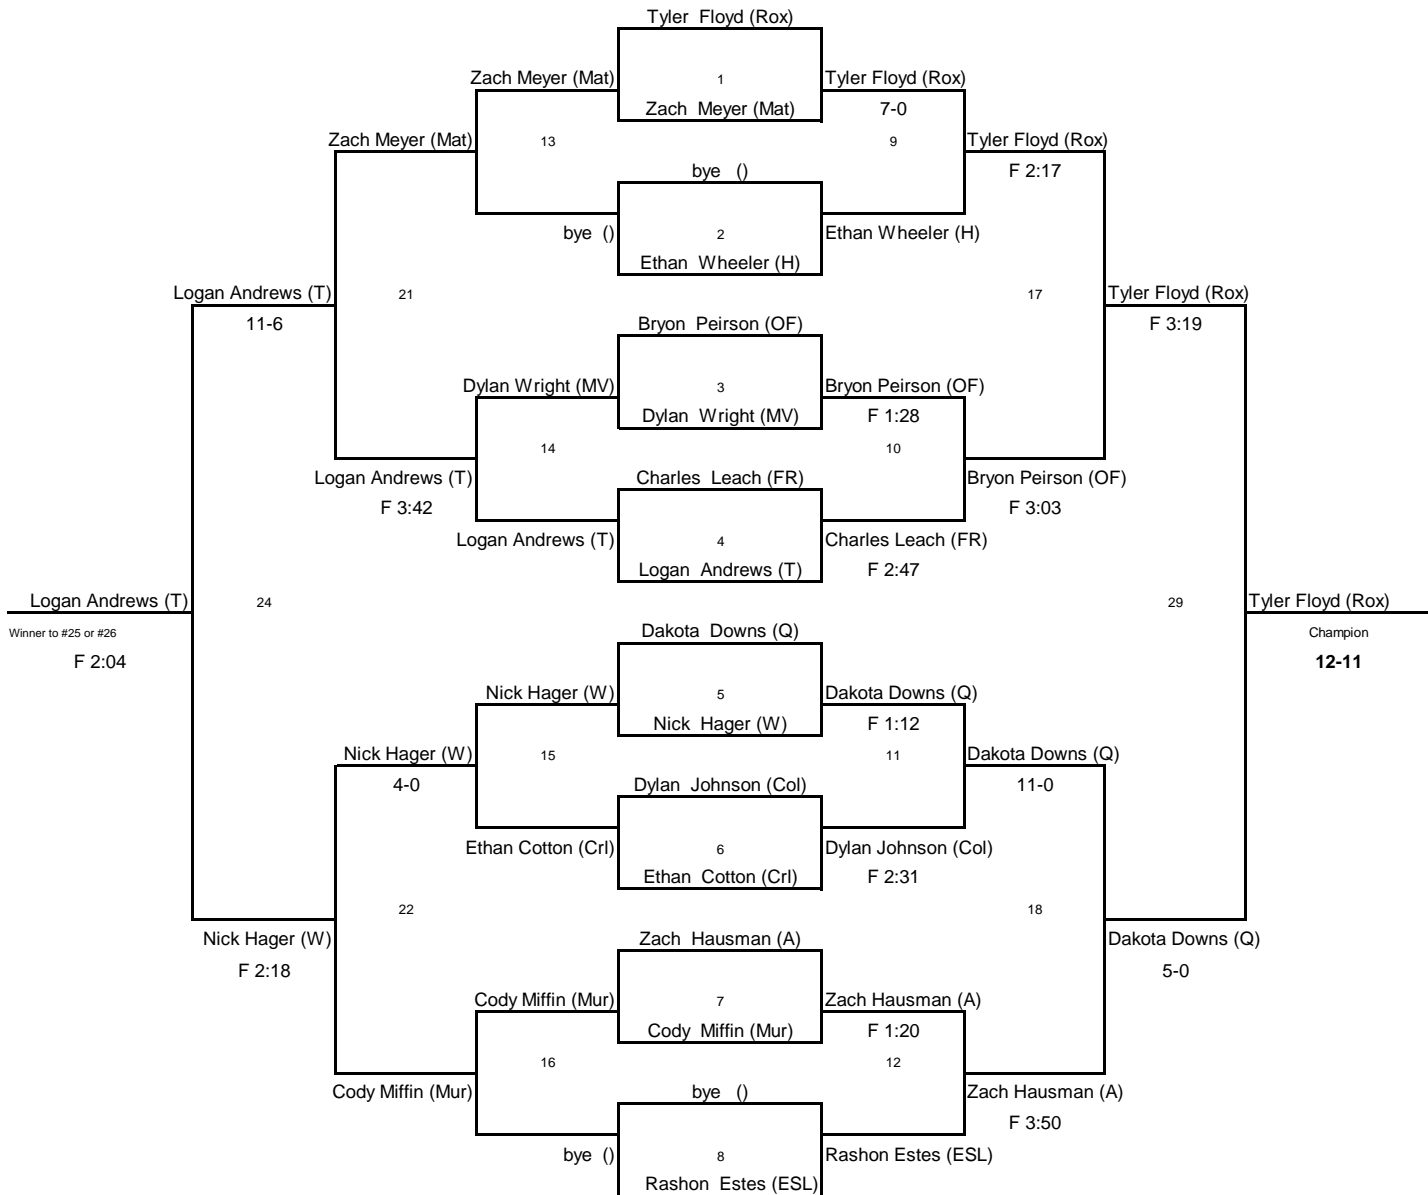 Tyler Floyd (Rox)
Zach Meyer (Mat) 1 Tyler Floyd (Rox)
Zach Meyer (Mat) 7-0
Zach Meyer (Mat) 13 9 Tyler Floyd (Rox)
bye () F 2:17
bye () 2 Ethan Wheeler (H)
Ethan Wheeler (H)
Logan Andrews (T) 21 17 Tyler Floyd (Rox)
11-6 Bryon Peirson (OF) F 3:19
Dylan Wright (MV) 3 Bryon Peirson (OF)
Dylan Wright (MV) F 1:28
14 10
Logan Andrews (T) Charles Leach (FR) Bryon Peirson (OF)
F 3:42 F 3:03
Logan Andrews (T) 4 Charles Leach (FR)
Logan Andrews (T) F 2:47
Logan Andrews (T) 24 29 Tyler Floyd (Rox)
Winner to #25 or #26 Dakota Downs (Q) Champion
F 2:04 12-11
Nick Hager (W) 5 Dakota Downs (Q)
Nick Hager (W) F 1:12
Nick Hager (W) 15 11 Dakota Downs (Q)
4-0 Dylan Johnson (Col) 11-0
Ethan Cotton (Crl) 6 Dylan Johnson (Col)
Ethan Cotton (Crl) F 2:31
22 18
Nick Hager (W) Zach Hausman (A) Dakota Downs (Q)
F 2:18 5-0
Cody Miffin (Mur) 7 Zach Hausman (A)
Cody Miffin (Mur) F 1:20
16 12
Cody Miffin (Mur) bye () Zach Hausman (A)
F 3:50
bye () 8 Rashon Estes (ESL)
Rashon Estes (ESL)